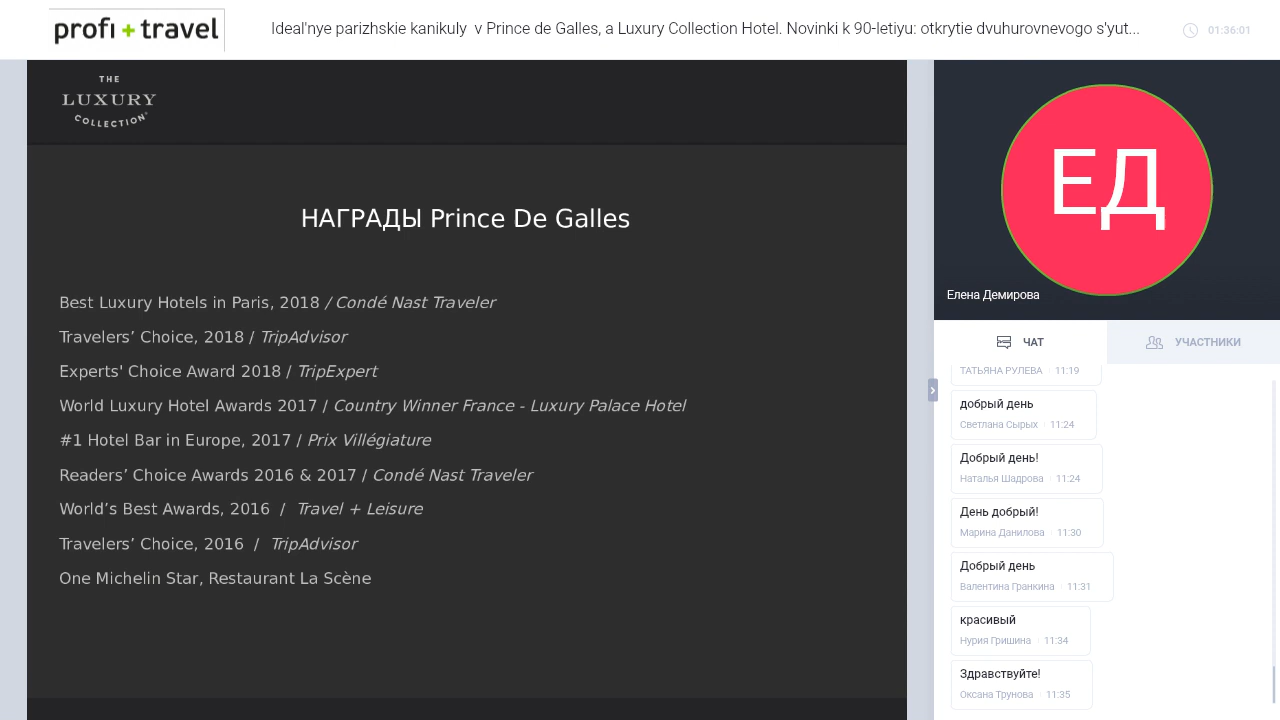 profi + travel
Ideal'nye parizhskie kanikuly v Prince de Galles, a Luxury Collection Hotel. Novinki k 90-letiyu: otkrytie dvuhurovnevogo s'yut...
01:36:01
THE
LUXURY
COLLECTION
НАГРАДЫ Prince De Galles
Best Luxury Hotels in Paris, 2018 / Condé Nast Traveler
Travelers’ Choice, 2018 / TripAdvisor
Experts' Choice Award 2018 / TripExpert
World Luxury Hotel Awards 2017 / Country Winner France - Luxury Palace Hotel
#1 Hotel Bar in Europe, 2017 / Prix Villégiature
Readers’ Choice Awards 2016 & 2017 / Condé Nast Traveler
World’s Best Awards, 2016 / Travel + Leisure
Travelers’ Choice, 2016 / TripAdvisor
One Michelin Star, Restaurant La Scène
ЕД
Елена Демирова
ЧАТ
УЧАСТНИКИ
ТАТЬЯНА РУЛЕВА 11:19
добрый день
Светлана Сырых 11:24
Добрый день!
Наталья Шадрова 11:24
День добрый!
Марина Данилова 11:30
Добрый день
Валентина Гранкина 11:31
красивый
Нурия Гришина 11:34
Здравствуйте!
Оксана Трунова 11:35